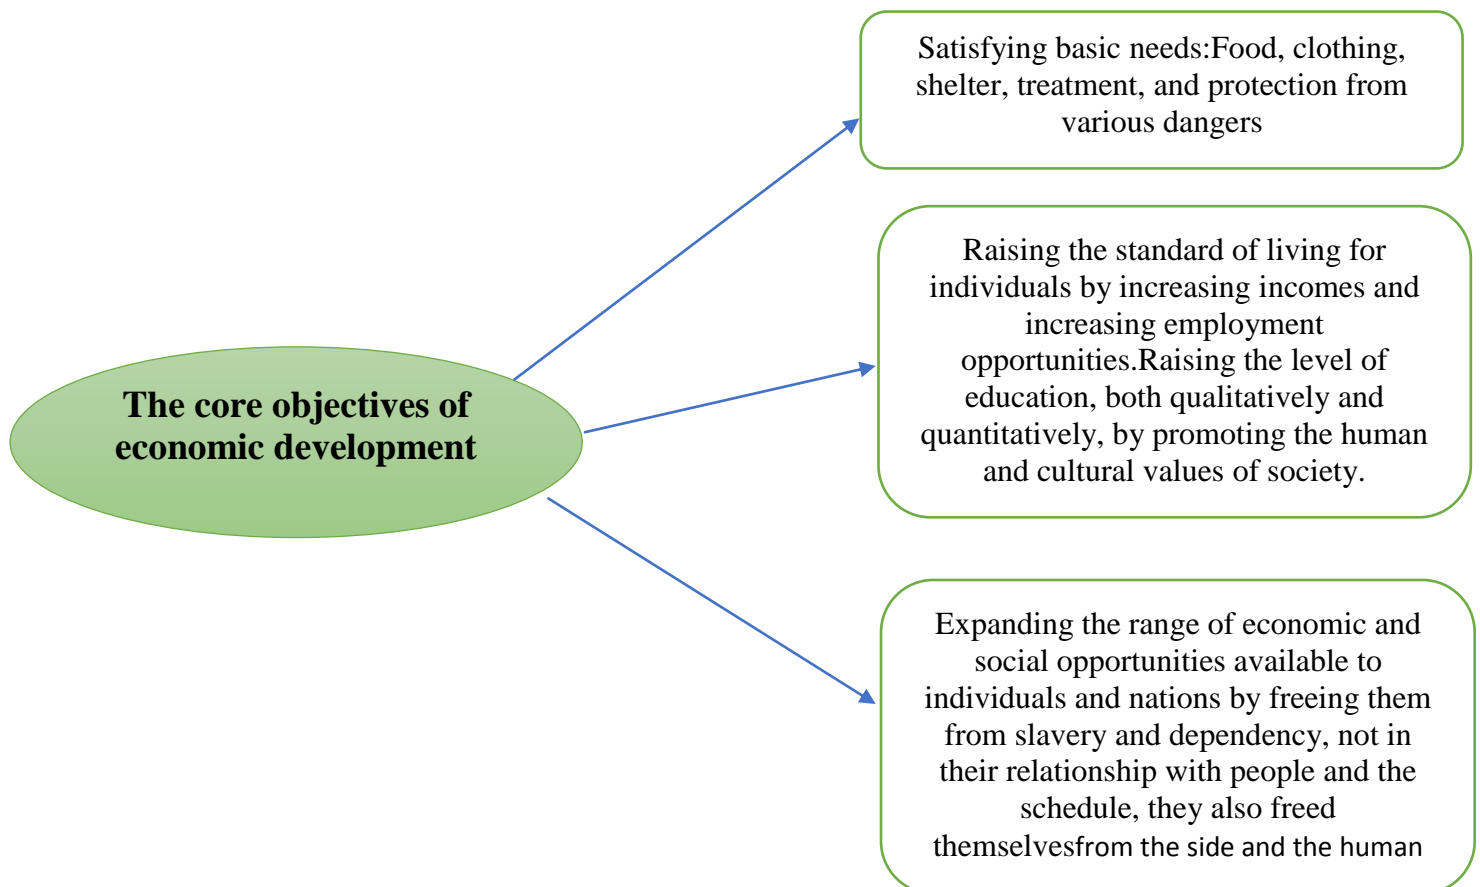 Satisfying basic needs:Food, clothing,
shelter, treatment, and protection from
various dangers
Raising the standard of living for
individuals by increasing incomes and
increasing employment
opportunities.Raising the level of
education, both qualitatively and
quantitatively, by promoting the human
and cultural values of society.
The core objectives of
economic development
Expanding the range of economic and
social opportunities available to
individuals and nations by freeing them
from slavery and dependency, not in
their relationship with people and the
schedule, they also freed
themselvesfrom the side and the human